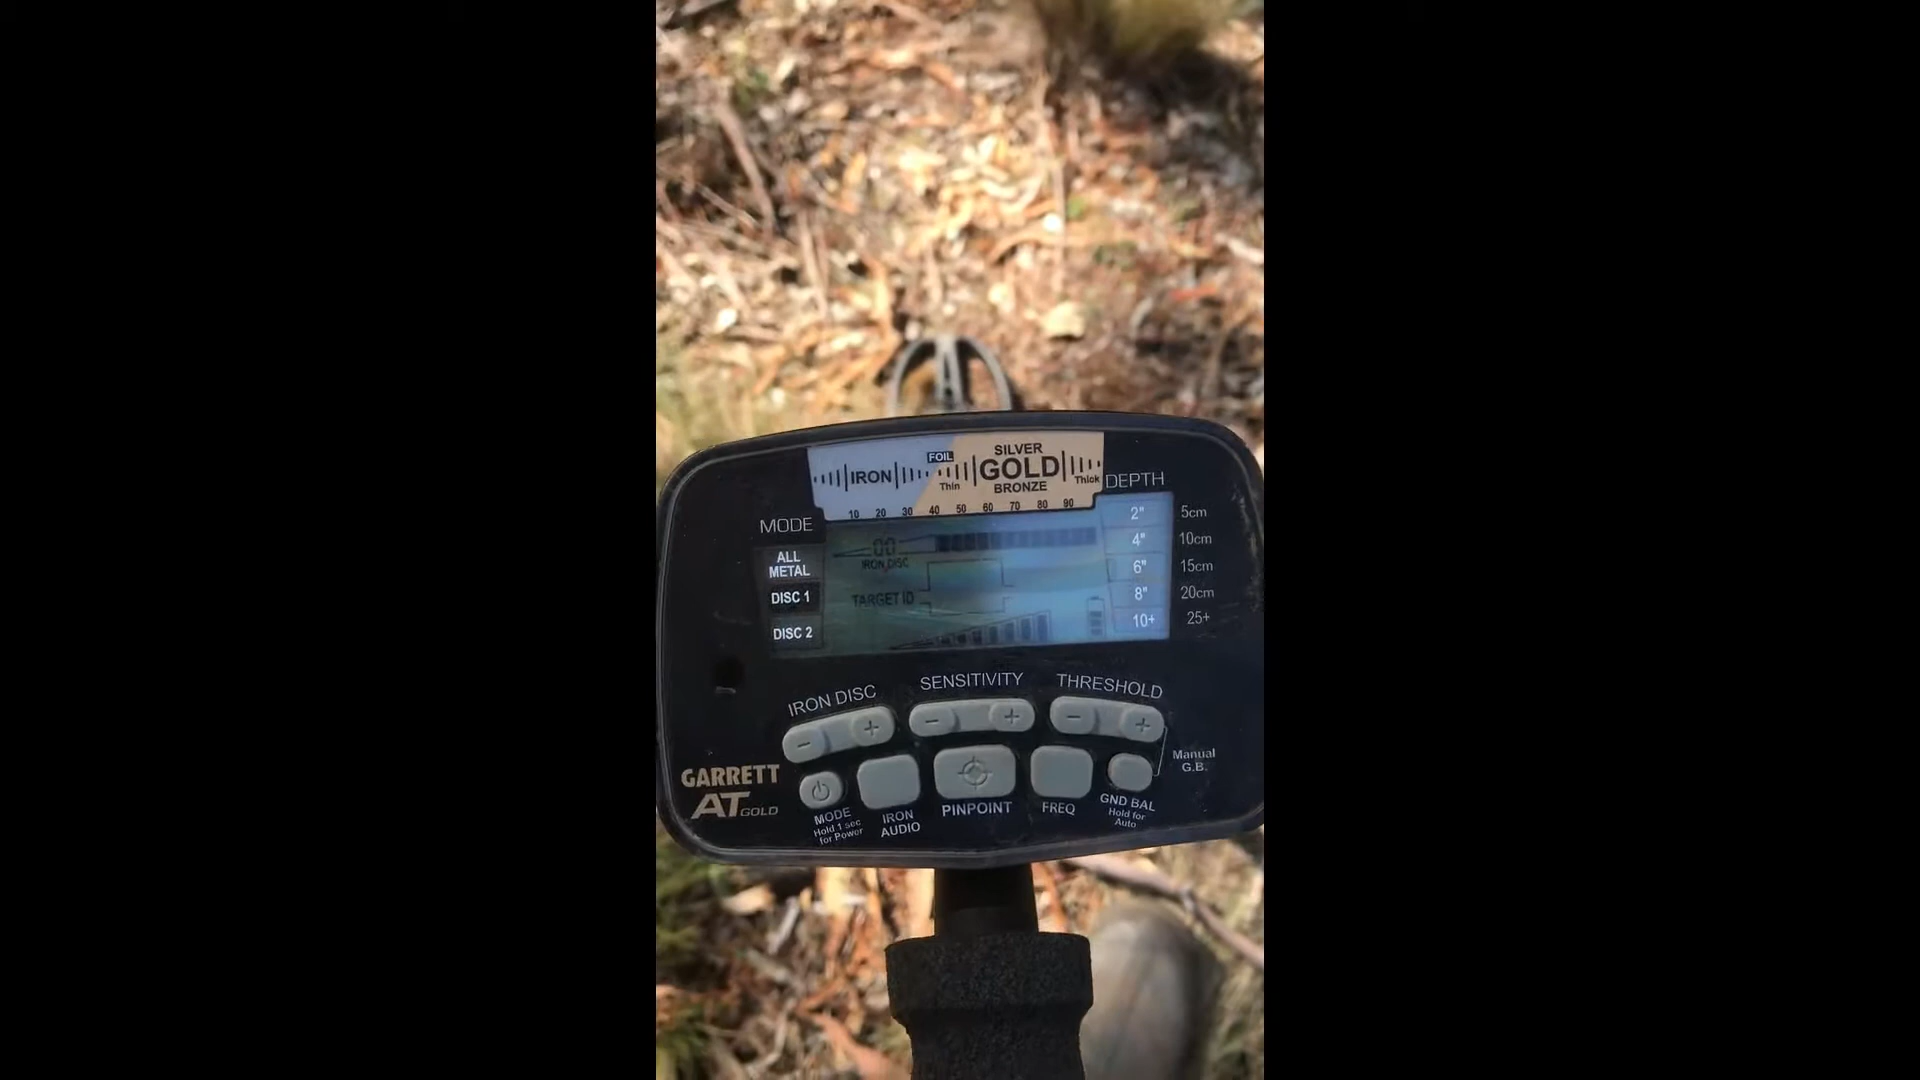 SILVER
FOIL
IRON
GOLD
Thin
BRONZE
Thick
DEPTH
10 20 30 40 50 60 70 80 90
2" 5cm
MODE
4" 10cm
ALL
METAL
00
IRON DISC
6" 15cm
DISC 1
TARGET ID
8" 20cm
DISC 2
10+ 25+
IRON DISC
SENSITIVITY
THRESHOLD
- +
- +
- +
Manual
G.B.
GARRETT
AT GOLD
MODE
Hold 1 sec
for Power
IRON
AUDIO
PINPOINT
FREQ
GND BAL
Hold for
Auto